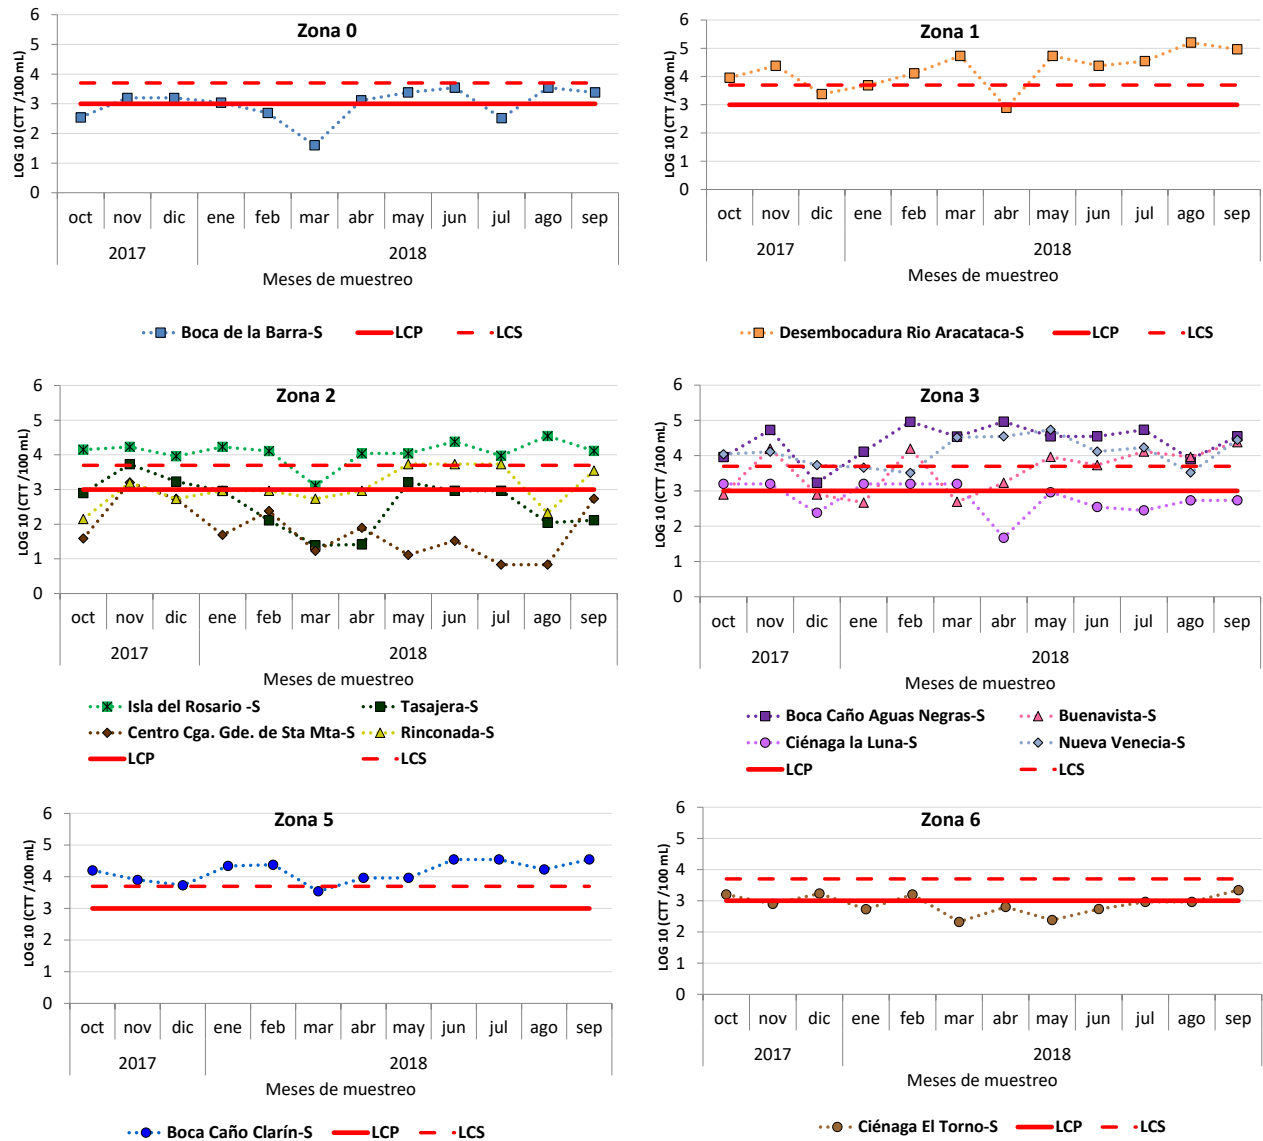 Zona 0
LOG 10 (CTT /100 mL)
6
5
4
3
2
1
0
oct nov dic ene feb mar abr may jun jul ago sep
2017 2018
Meses de muestreo
Boca de la Barra-S LCP LCS
Zona 1
LOG 10 (CTT /100 mL)
6
5
4
3
2
1
0
oct nov dic ene feb mar abr may jun jul ago sep
2017 2018
Meses de muestreo
Desembocadura Rio Aracataca-S LCP LCS
Zona 2
LOG 10 (CTT /100 mL)
6
5
4
3
2
1
0
oct nov dic ene feb mar abr may jun jul ago sep
2017 2018
Meses de muestreo
Isla del Rosario -S Tasajera-S
Centro Cga. Gde. de Sta Mta-S Rinconada-S
LCP LCS
Zona 3
LOG 10 (CTT /100 mL)
6
5
4
3
2
1
0
oct nov dic ene feb mar abr may jun jul ago sep
2017 2018
Meses de muestreo
Boca Caño Aguas Negras-S Buenavista-S
Ciénaga la Luna-S Nueva Venecia-S
LCP LCS
Zona 5
LOG 10 (CTT /100 mL)
6
5
4
3
2
1
0
oct nov dic ene feb mar abr may jun jul ago sep
2017 2018
Meses de muestreo
Boca Caño Clarín-S LCP LCS
Zona 6
LOG 10 (CTT /100 mL)
6
5
4
3
2
1
0
oct nov dic ene feb mar abr may jun jul ago sep
2017 2018
Meses de muestreo
Ciénaga El Torno-S LCP LCS